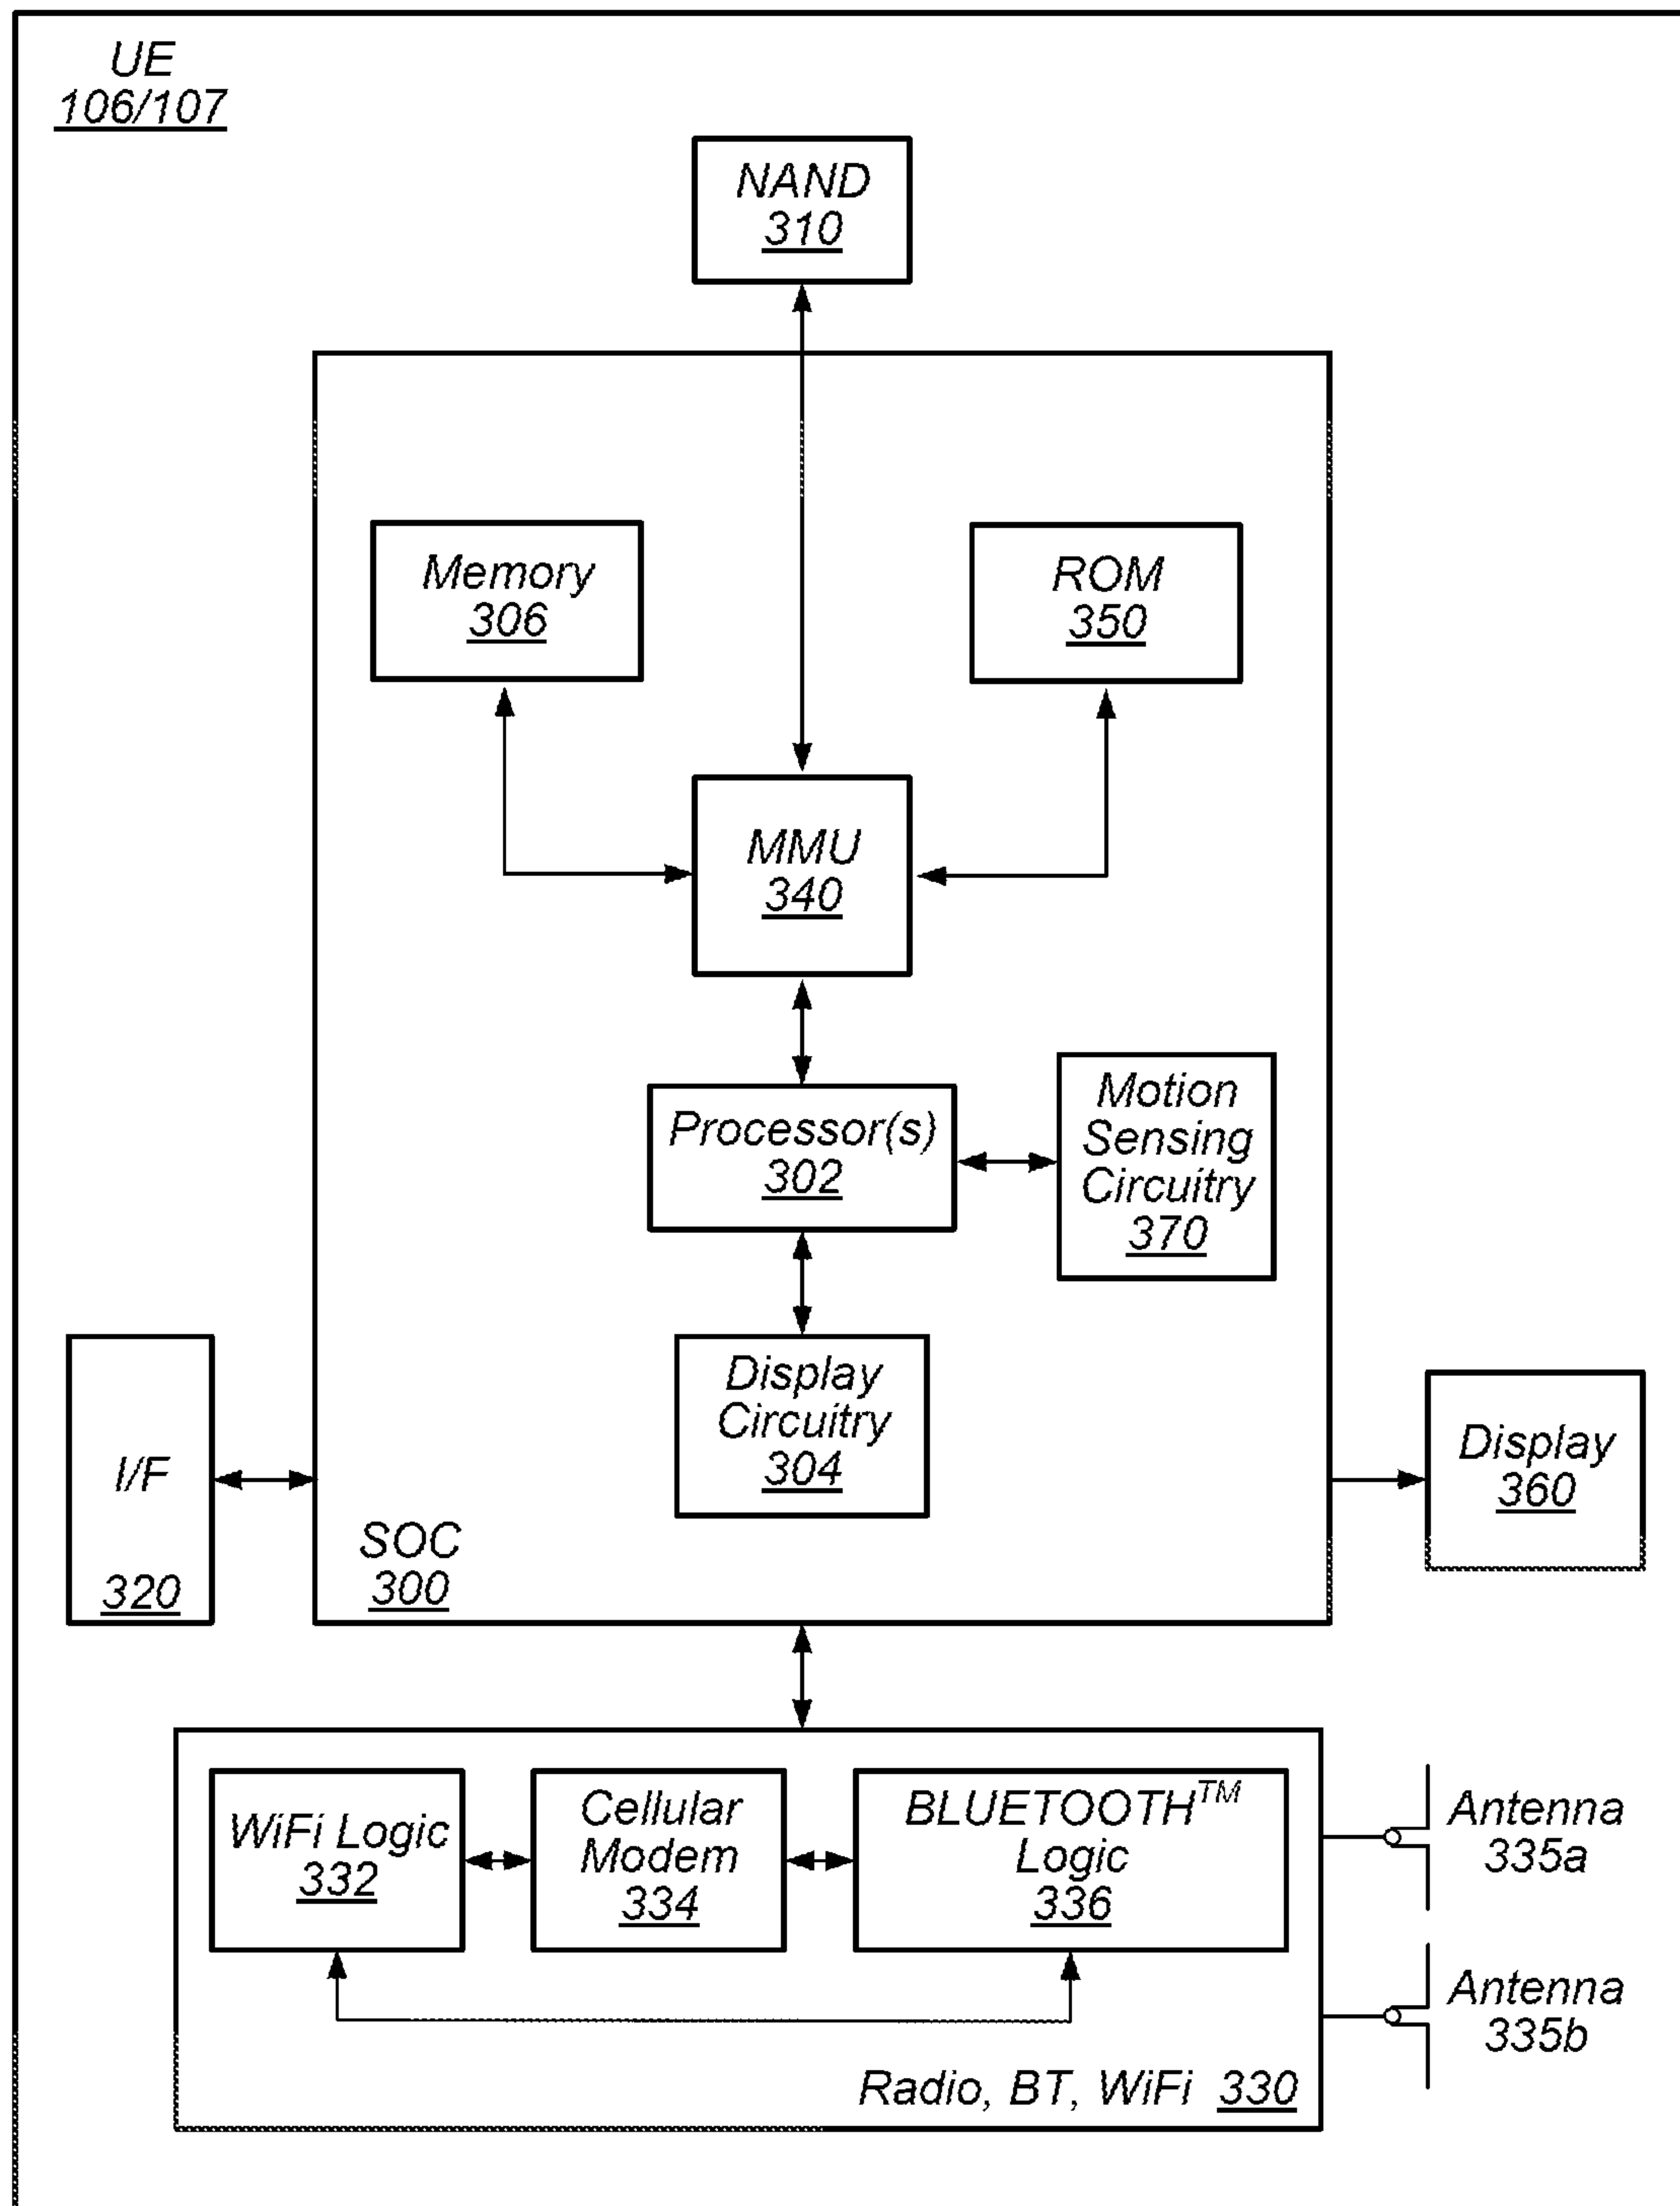 UE
106/107
NAND
310
Memory
306
ROM
350
MMU
340
Processor(s)
302
Motion
Sensing
Circuitry
370
Display
Circuitry
304
I/F
320
SOC
300
Display
360
WiFi Logic
332
Cellular
Modem
334
BLUETOOTH™
Logic
336
Antenna
335a
Antenna
335b
Radio, BT, WiFi 330